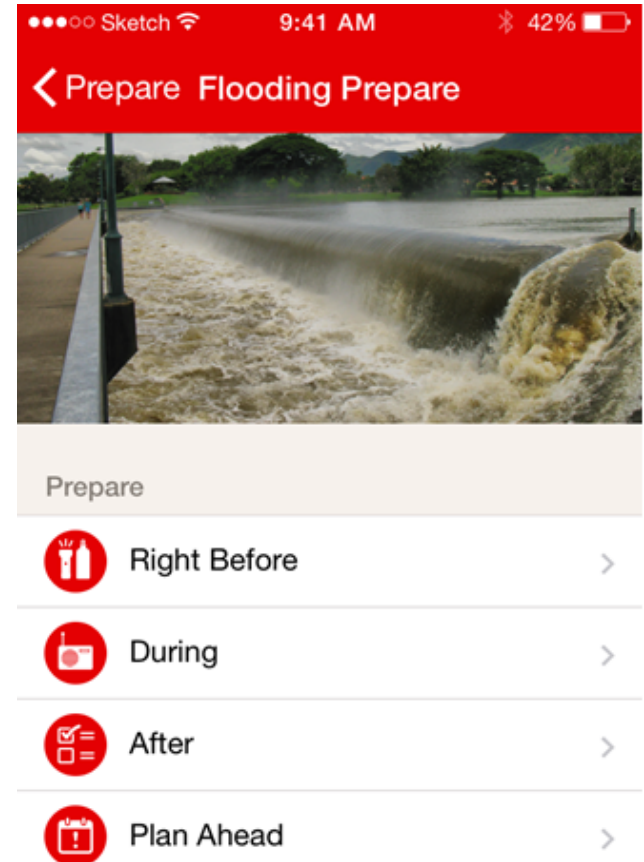 Sketch 9:41 AM 42%
Prepare Flooding Prepare
Prepare
Right Before
During
After
Plan Ahead